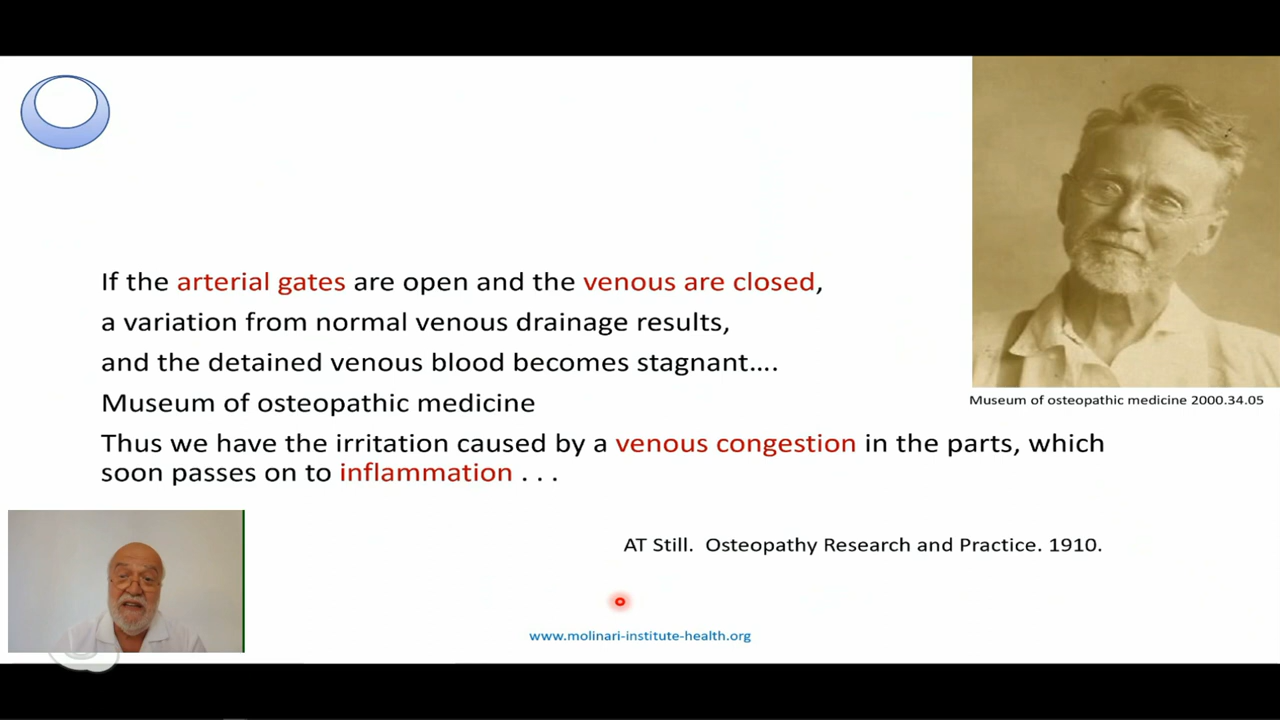 If the arterial gates are open and the venous are closed,
a variation from normal venous drainage results,
and the detained venous blood becomes stagnant....
Museum of osteopathic medicine
Thus we have the irritation caused by a venous congestion in the parts, which
soon passes on to inflammation . . .
Museum of osteopathic medicine 2000.34.05
AT Still. Osteopathy Research and Practice. 1910.
www.molinari-institute-health.org